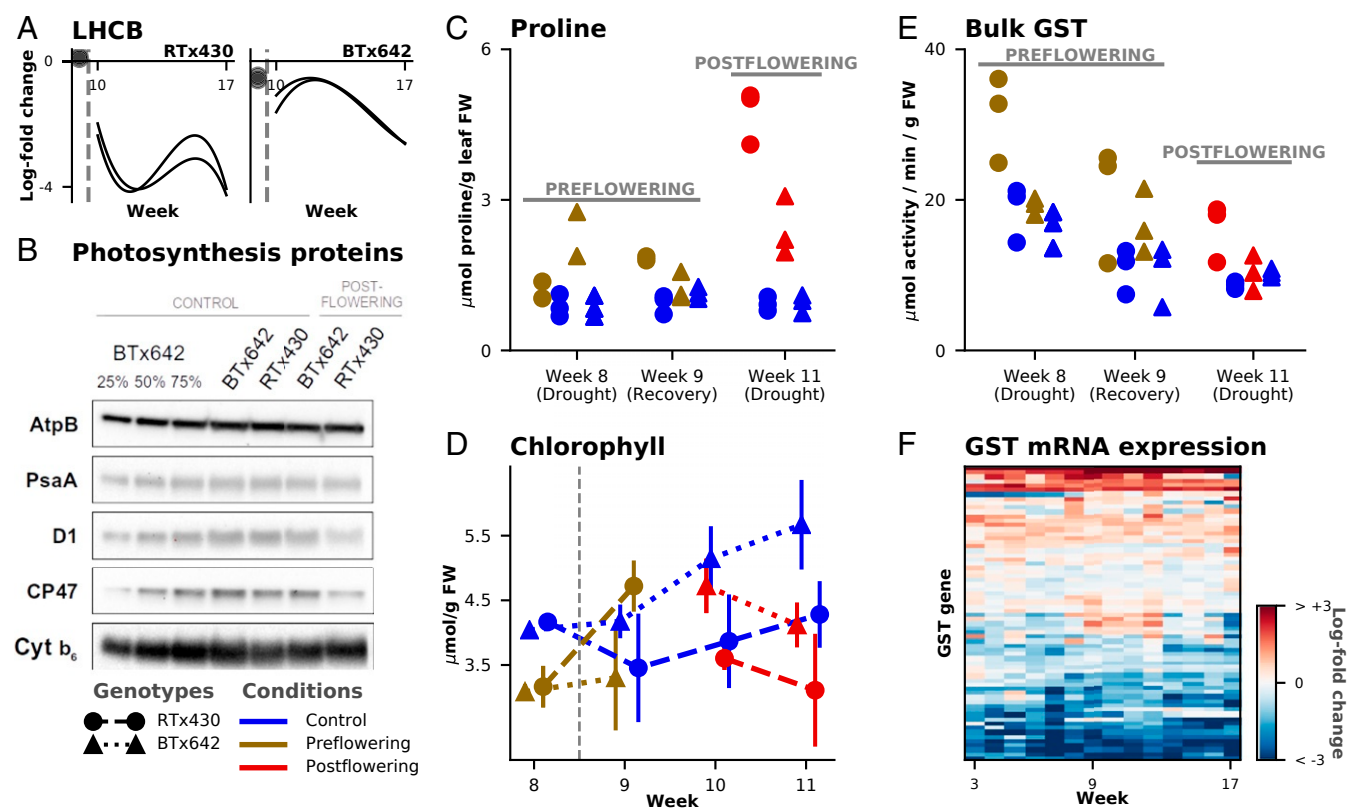 A LHCB
RTx430
BTx642
0
10
17
10
17
-4
Log-fold change
Week
Week
B Photosynthesis proteins
CONTROL
POST-
FLOWERING
BTx642
25% 50% 75%
BTx642
RTx430
BTx642
RTx430
AtpB
PsaA
D1
CP47
Cyt b6
Genotypes
RTx430
BTx642
Conditions
Control
Preflowering
Postflowering
C Proline
6
3
0
μmol proline/g leaf FW
PREFLOWERING
POSTFLOWERING
Week 8
(Drought)
Week 9
(Recovery)
Week 11
(Drought)
D Chlorophyll
5.5
4.5
3.5
μmol/g FW
8
9
10
11
Week
E Bulk GST
40
20
0
μmol activity / min / g FW
PREFLOWERING
POSTFLOWERING
Week 8
(Drought)
Week 9
(Recovery)
Week 11
(Drought)
F GST mRNA expression
GST gene
3
9
17
Week
> +3
0
< -3
Log-fold change